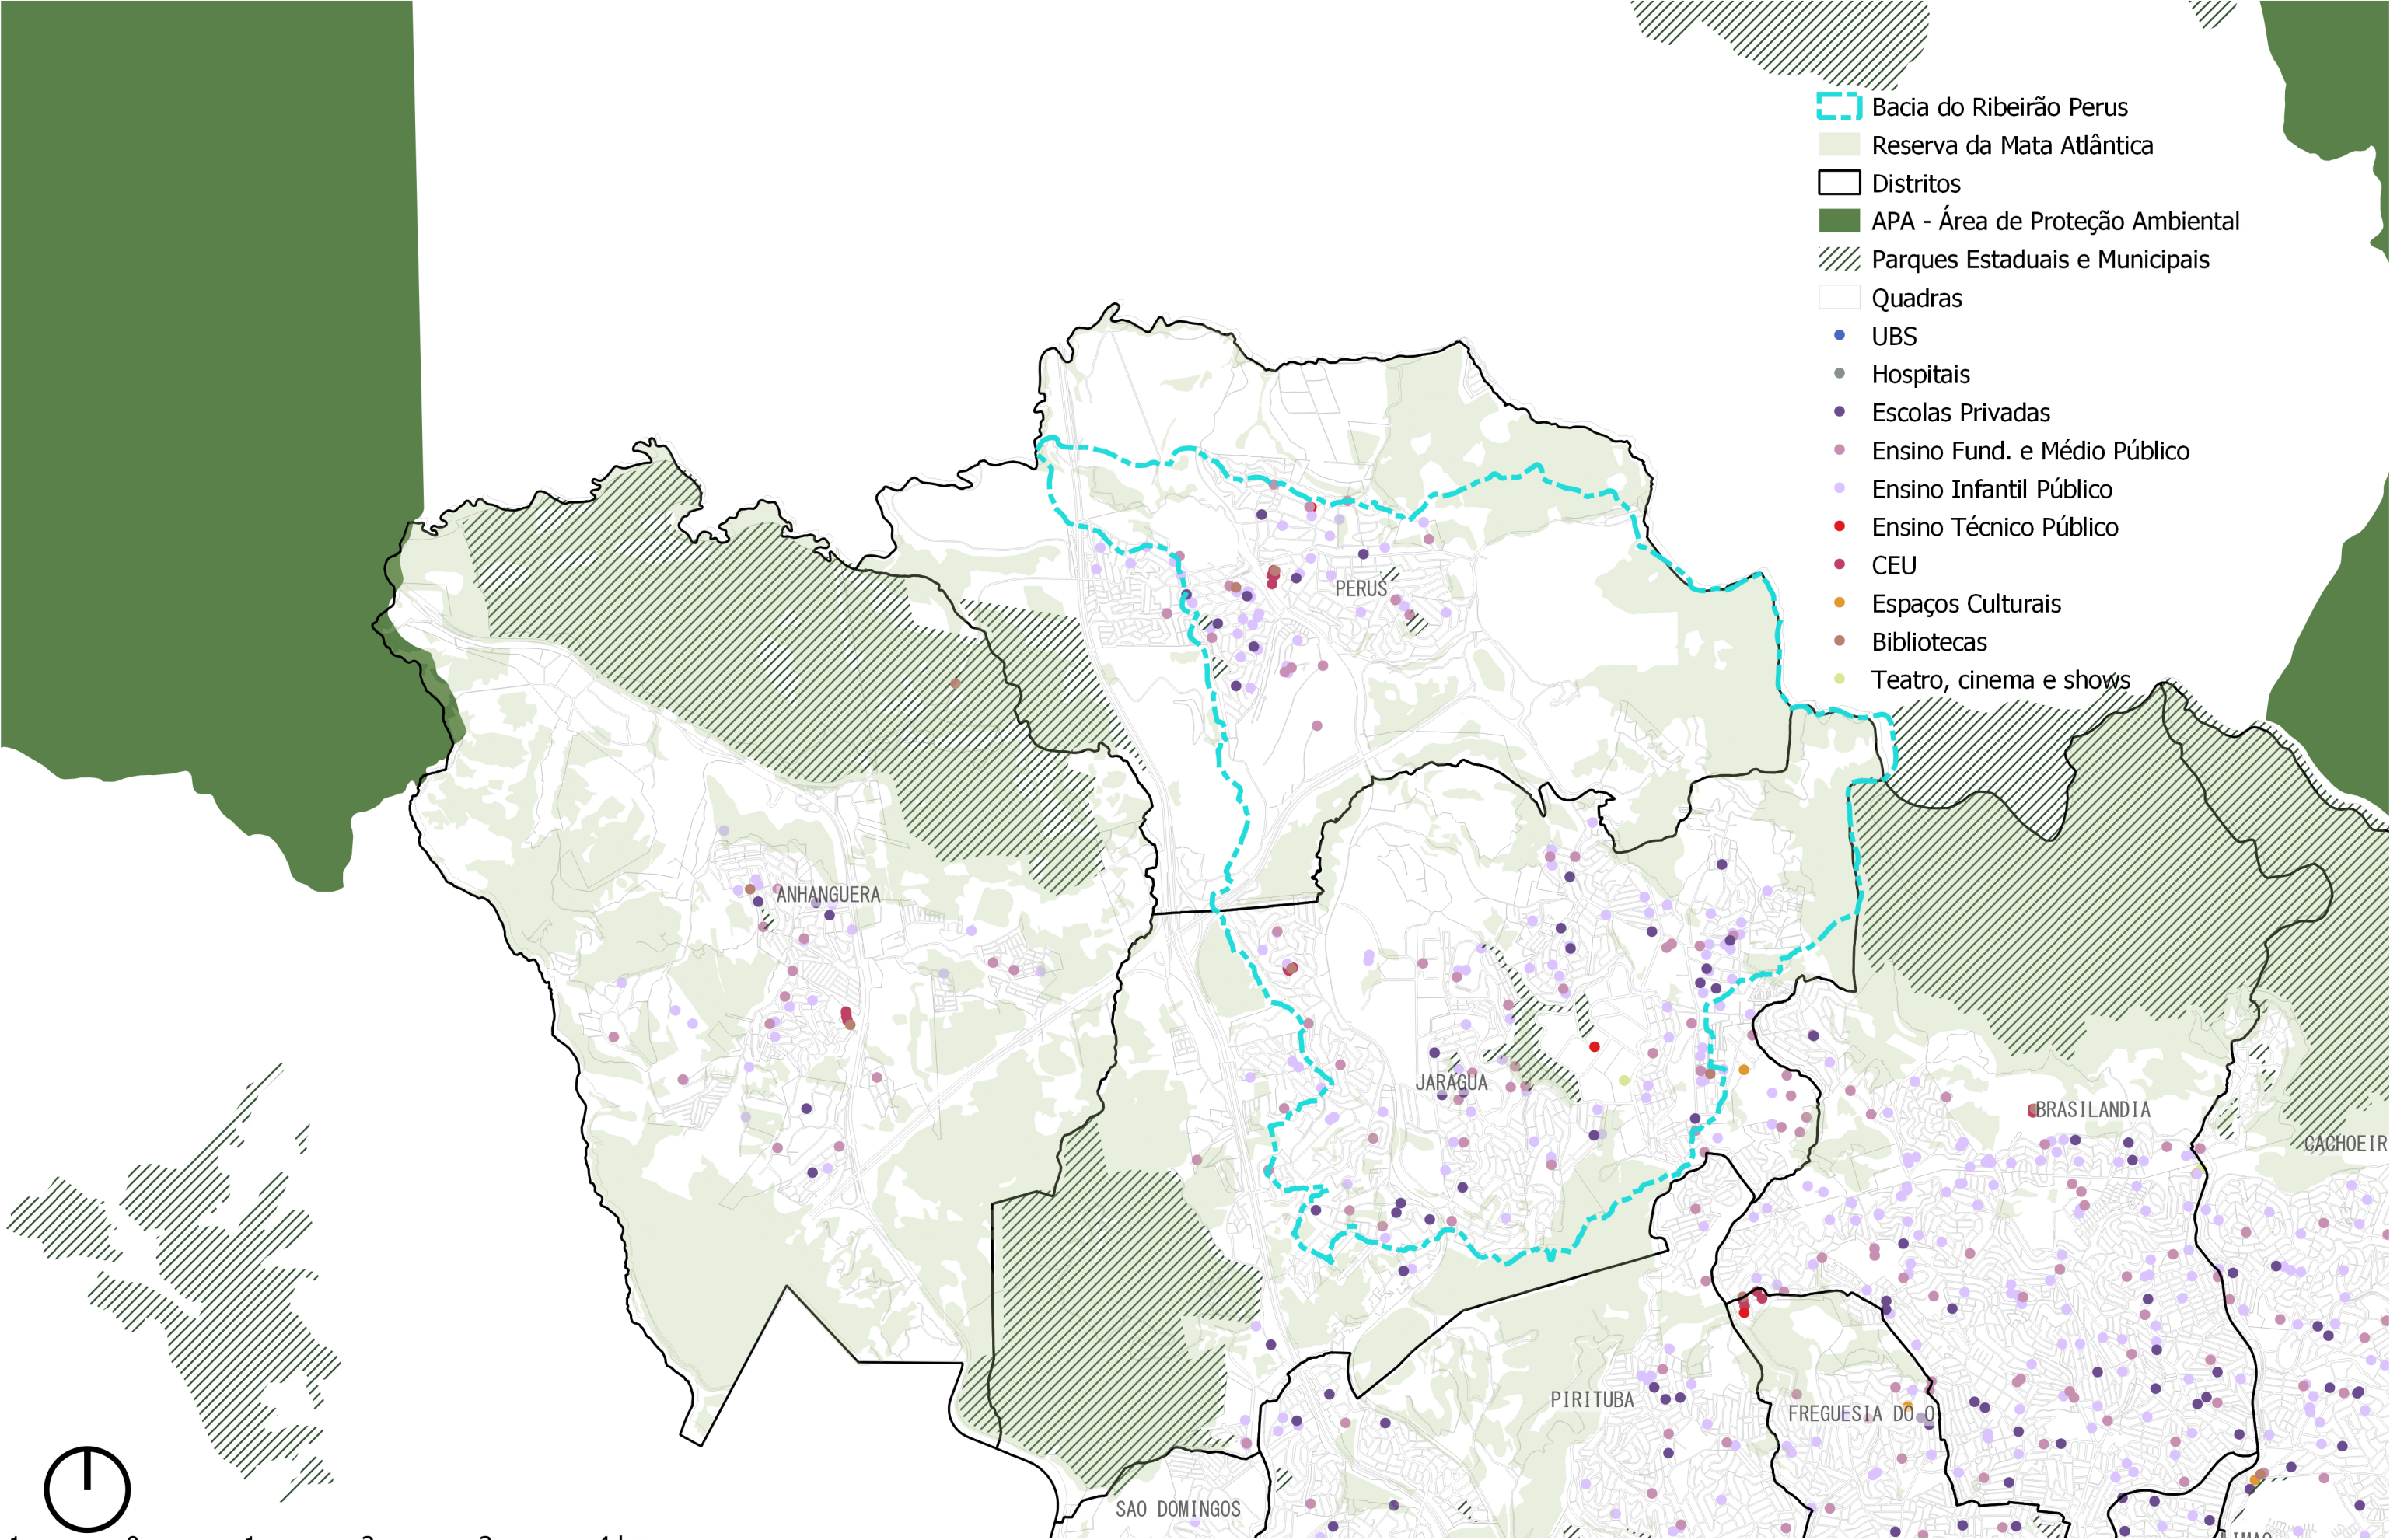 Bacia do Ribeirão Perus
Reserva da Mata Atlântica
Distritos
APA - Área de Proteção Ambiental
Parques Estaduais e Municipais
Quadras
UBS
Hospitais
Escolas Privadas
Ensino Fund. e Médio Público
Ensino Infantil Público
Ensino Técnico Público
CEU
Espaços Culturais
Bibliotecas
Teatro, cinema e shows
PERUS
ANHANGUERA
JARAGUA
BRASILANDIA
CACHOEIR
PIRITUBA
FREGUESIA DO O
SAO DOMINGOS